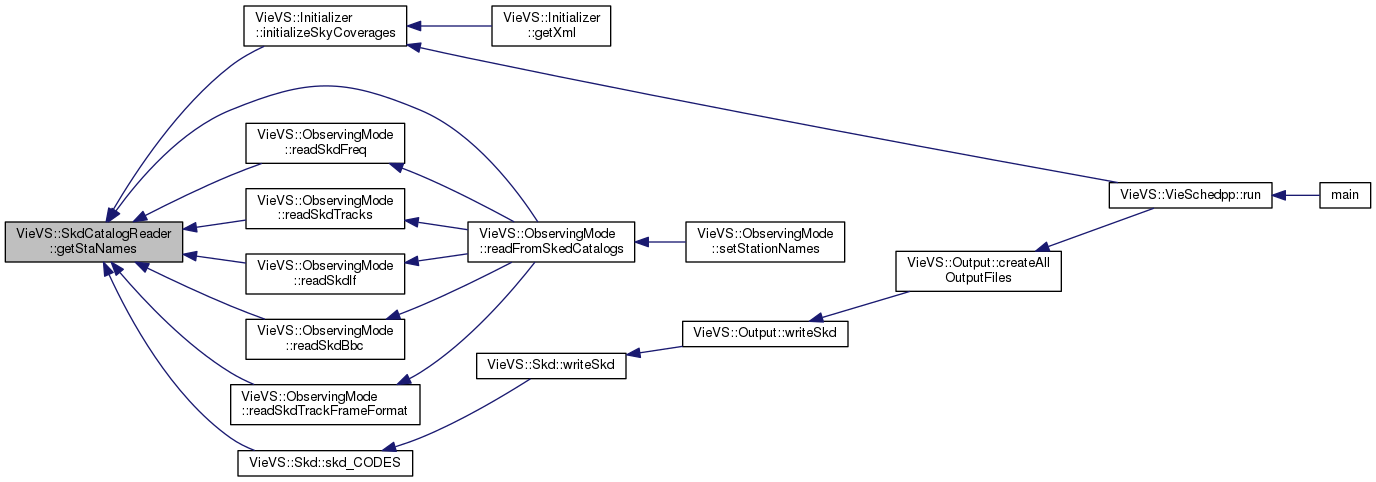 VieVS::Initializer
::initializeSkyCoverages
VieVS::Initializer
::getXml
VieVS::ObservingMode
::readSkdFreq
VieVS::ObservingMode
::readSkdTracks
VieVS::SkdCatalogReader
::getStaNames
VieVS::ObservingMode
::readFromSkedCatalogs
VieVS::ObservingMode
::setStationNames
VieVS::VieSchedpp::run
main
VieVS::ObservingMode
::readSkdIf
VieVS::Output::createAll
OutputFiles
VieVS::ObservingMode
::readSkdBbc
VieVS::Output::writeSkd
VieVS::Skd::writeSkd
VieVS::ObservingMode
::readSkdTrackFrameFormat
VieVS::Skd::skd_CODES